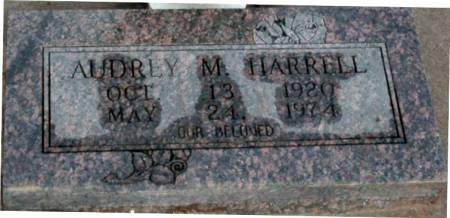 AUDREY M. HARRELL
OCT 13, 1920
MAY 24, 1974
OUR BELOVED